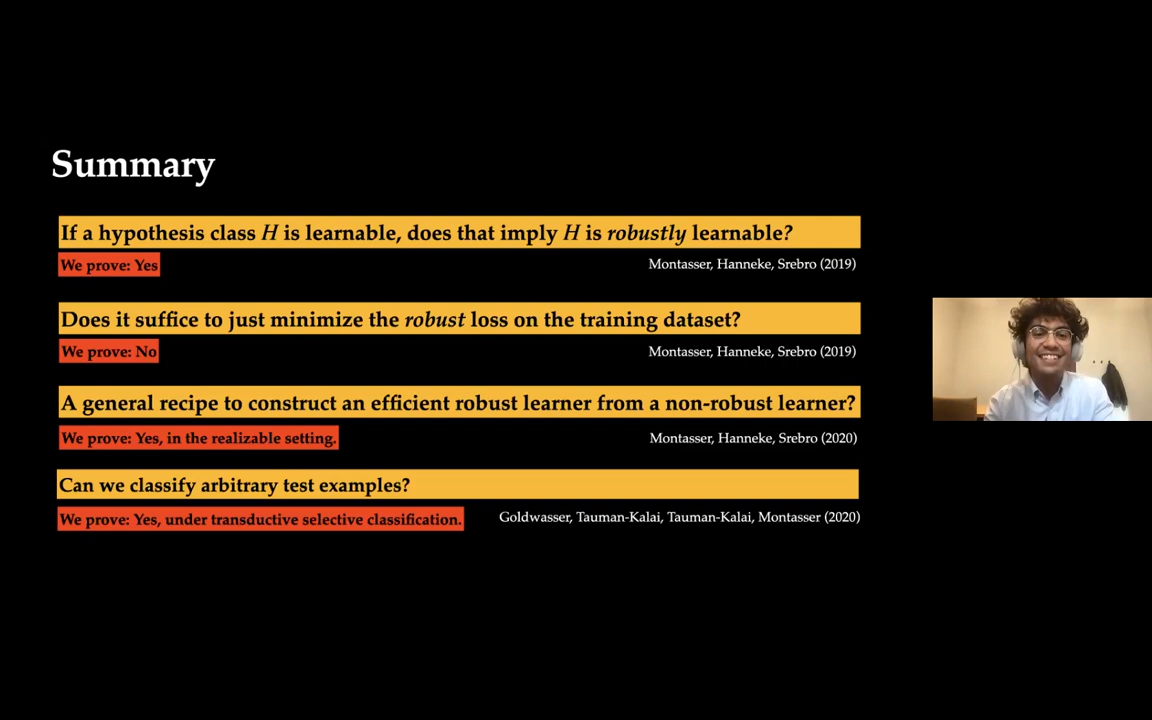 Summary
If a hypothesis class H is learnable, does that imply H is robustly learnable?
We prove: Yes
Montasser, Hanneke, Srebro (2019)
Does it suffice to just minimize the robust loss on the training dataset?
We prove: No
Montasser, Hanneke, Srebro (2019)
A general recipe to construct an efficient robust learner from a non-robust learner?
We prove: Yes, in the realizable setting.
Montasser, Hanneke, Srebro (2020)
Can we classify arbitrary test examples?
We prove: Yes, under transductive selective classification.
Goldwasser, Tauman-Kalai, Tauman-Kalai, Montasser (2020)